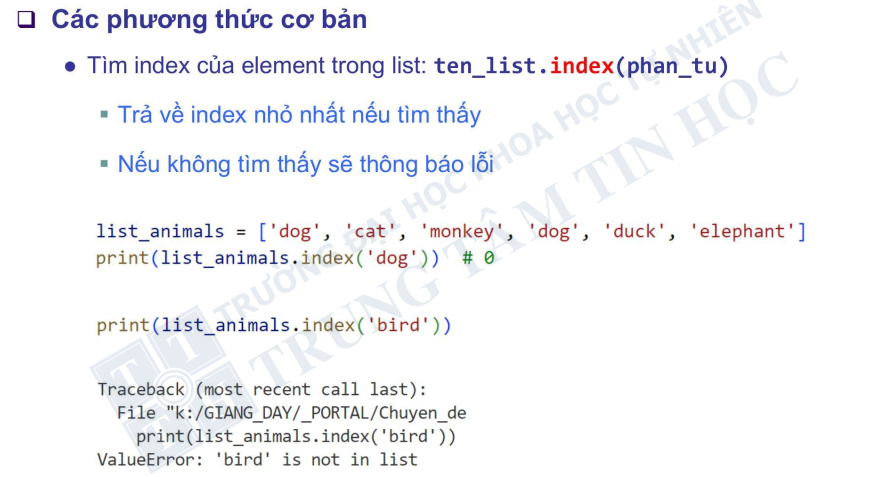 Các phương thức cơ bản
Tìm index của element trong list: ten_list.index(phan_tu)
Trả về index nhỏ nhất nếu tìm thấy
Nếu không tìm thấy sẽ thông báo lỗi
list_animals = ['dog', 'cat', 'monkey', 'dog', 'duck', 'elephant']
print(list_animals.index('dog')) # 0
print(list_animals.index('bird'))
Traceback (most recent call last):
File "k:/GIANG_DAY/_PORTAL/Chuyen_de
print(list_animals.index('bird'))
ValueError: 'bird' is not in list
TRƯỜNG ĐẠI HỌC KHOA HỌC TỰ NHIÊN
TRUNG TÂM TIN HỌC